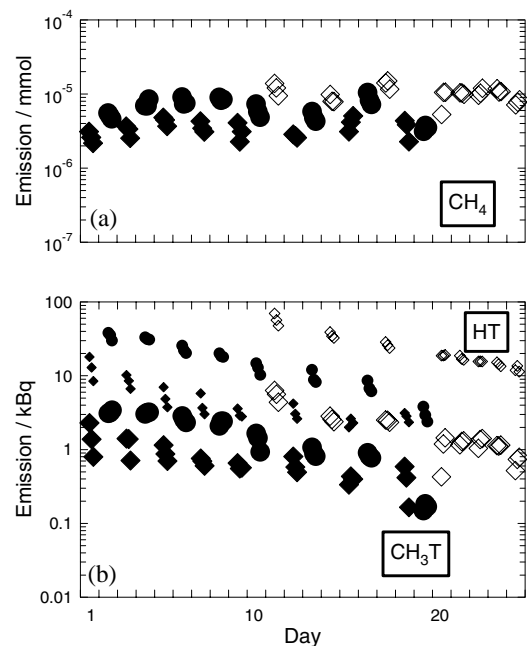 10⁻⁴
10⁻⁵
10⁻⁶
10⁻⁷
Emission / mmol
(a)
CH₄
100
10
1
0.1
0.01
Emission / kBq
HT
CH₃T
(b)
1
10
20
Day